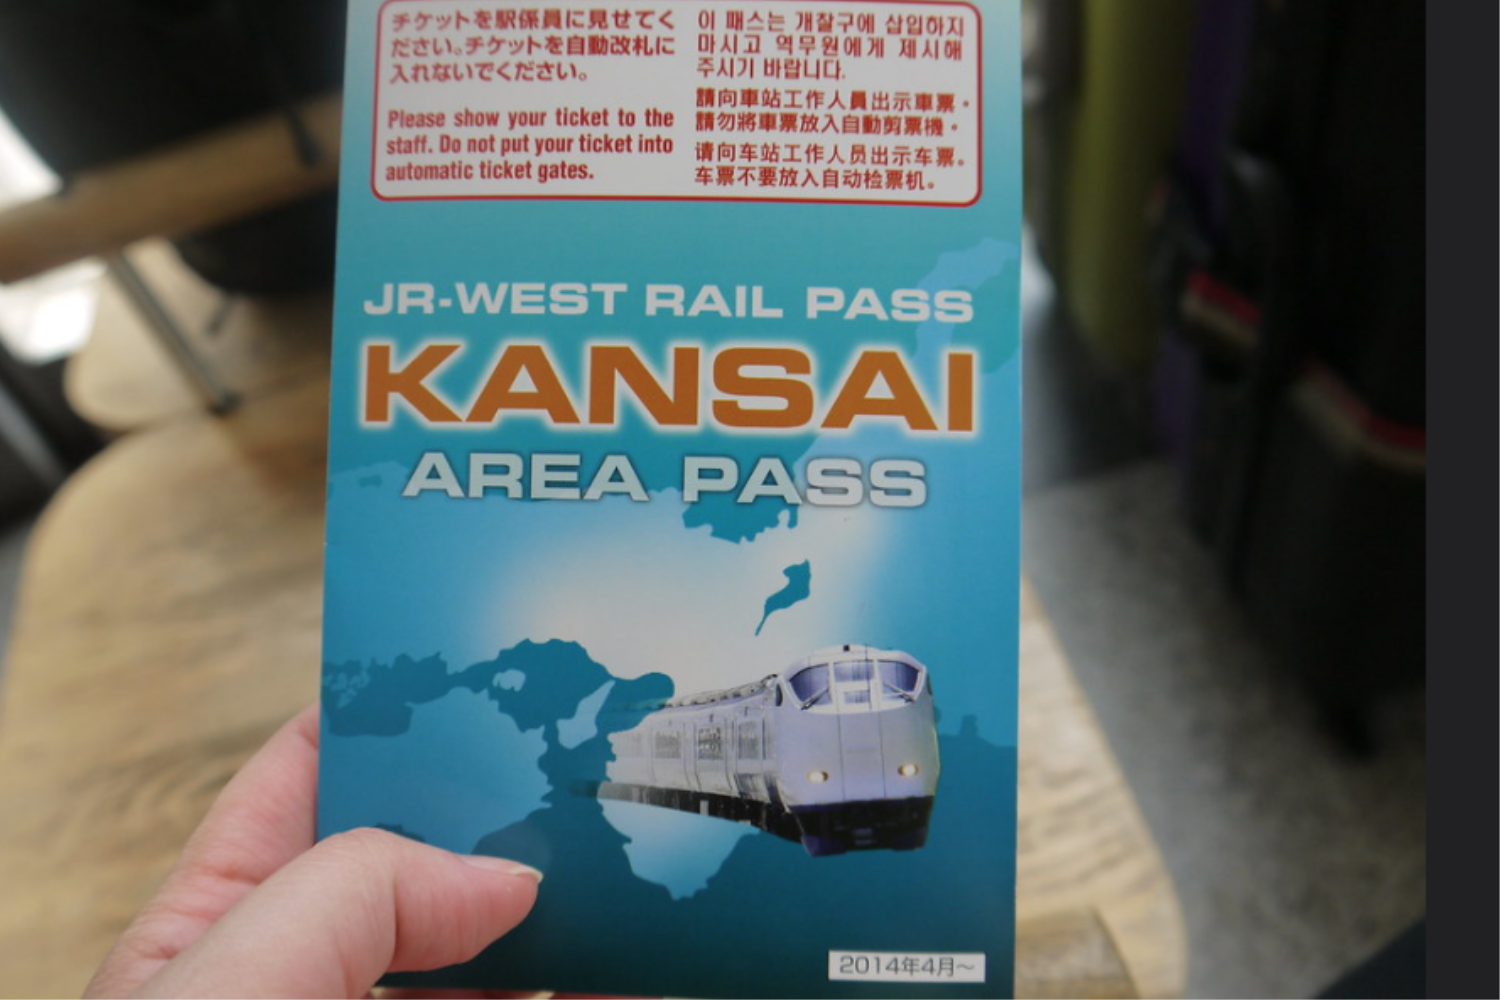 チケットを駅係員に見せてく
ださい。チケットを自動改札に
入れないでください。
Please show your ticket to the
staff. Do not put your ticket into
automatic ticket gates.
이 패스는 개찰구에 삽입하지
마시고 역무원에게 제시해
주시기 바랍니다.
請向車站工作人員出示車票。
請勿將車票放入自動剪票機。
请向车站工作人员出示车票。
车票不要放入自动检票机。
JR-WEST RAIL PASS
KANSAI
AREA PASS
2014年4月~